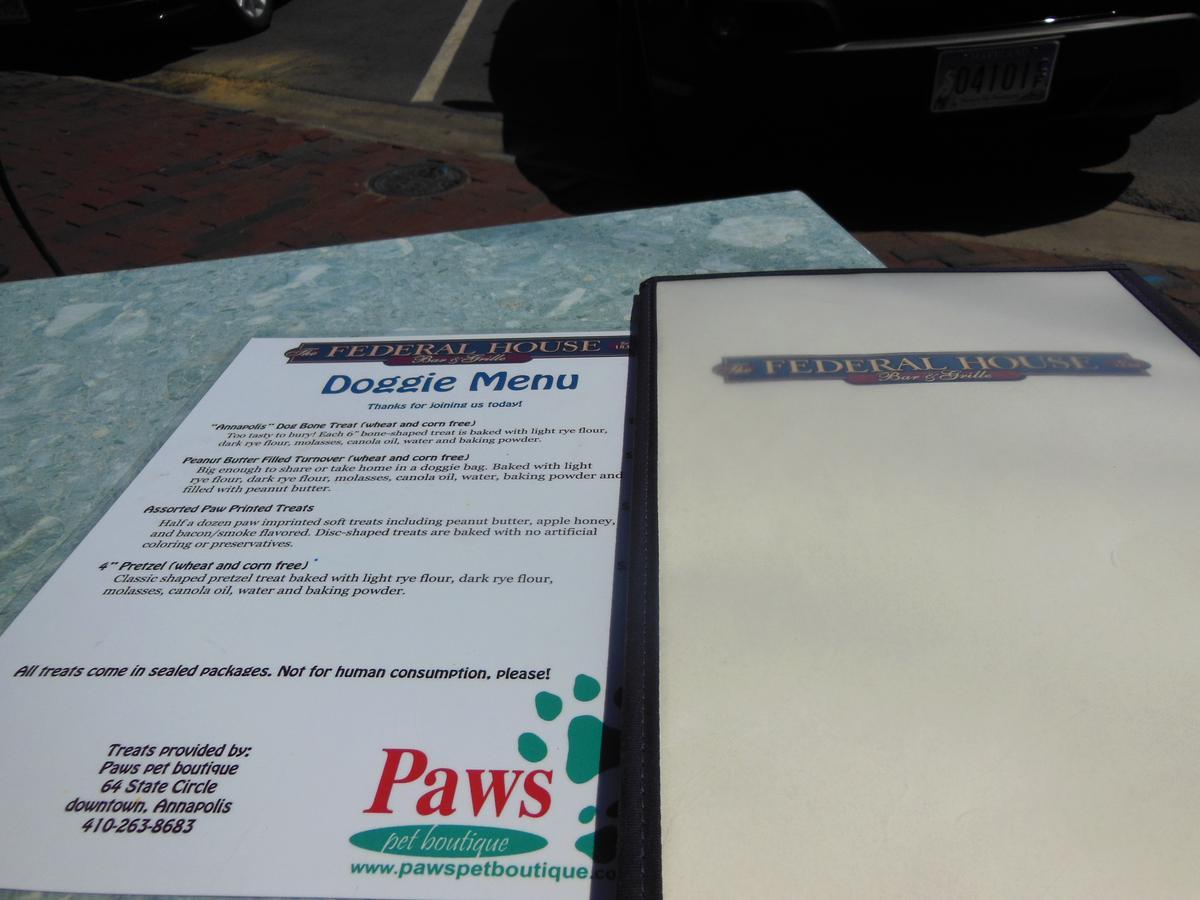 04101
The FEDERAL HOUSE
Bar & Grille
Doggie Menu
Thanks for joining us today!
"Annapolis" Dog Bone Treat (wheat and corn free)
Too tasty to bury! Each 6" bone-shaped treat is baked with light rye flour,
dark rye flour, molasses, canola oil, water and baking powder.
Peanut Butter Filled Turnover (wheat and corn free)
Big enough to share or take home in a doggie bag. Baked with light
rye flour, dark rye flour, molasses, canola oil, water, baking powder and
filled with peanut butter.
Assorted Paw Printed Treats
Half a dozen paw imprinted soft treats including peanut butter, apple honey,
and bacon/smoke flavored. Disc-shaped treats are baked with no artificial
coloring or preservatives.
4" Pretzel (wheat and corn free)
Classic shaped pretzel treat baked with light rye flour, dark rye flour,
molasses, canola oil, water and baking powder.
All treats come in sealed packages. Not for human consumption, please!
Treats provided by:
Paws pet boutique
64 State Circle
downtown, Annapolis
410-263-8683
Paws
pet boutique
www.pawspetboutique.co
The FEDERAL HOUSE
Bar & Grille